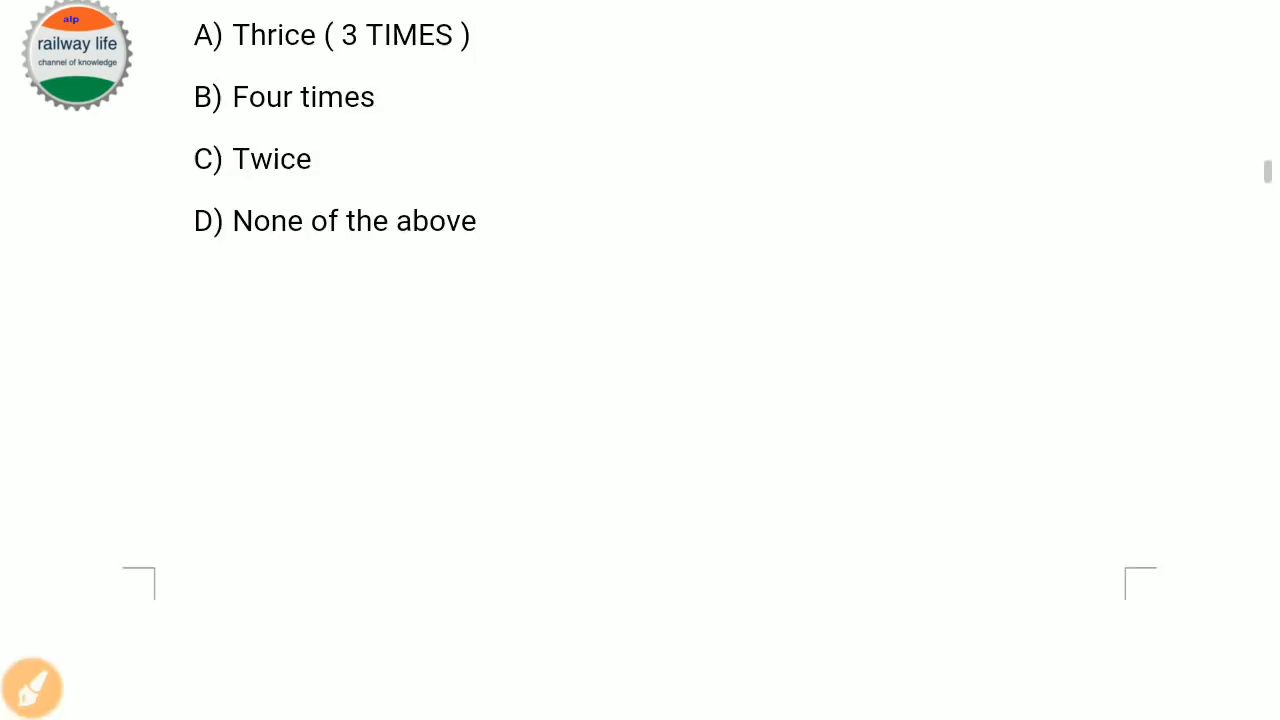 alp
railway life
channel of knowledge
A) Thrice ( 3 TIMES )
B) Four times
C) Twice
D) None of the above